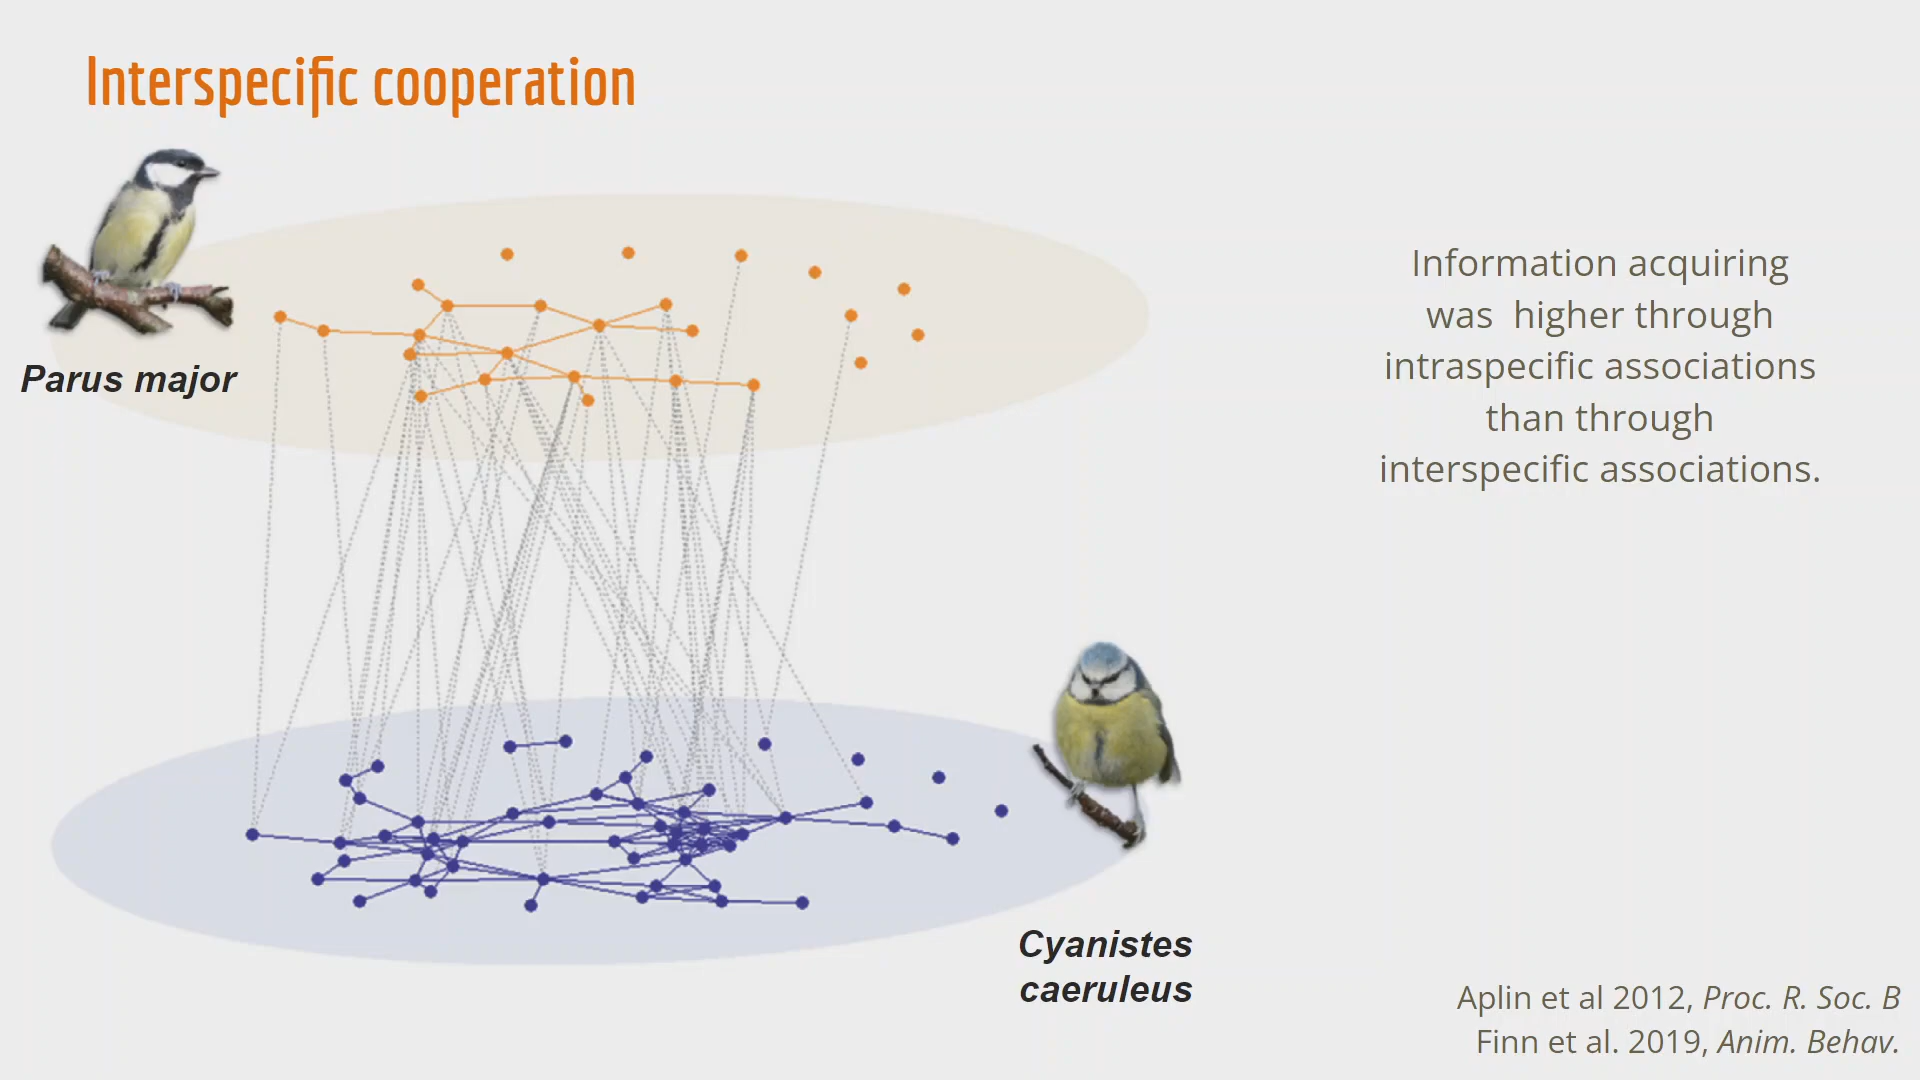 Interspecific cooperation
Parus major
Information acquiring
was  higher through
intraspecific associations
than through
interspecific associations.
Cyanistes
caeruleus
Aplin et al 2012, Proc. R. Soc. B
Finn et al. 2019, Anim. Behav.